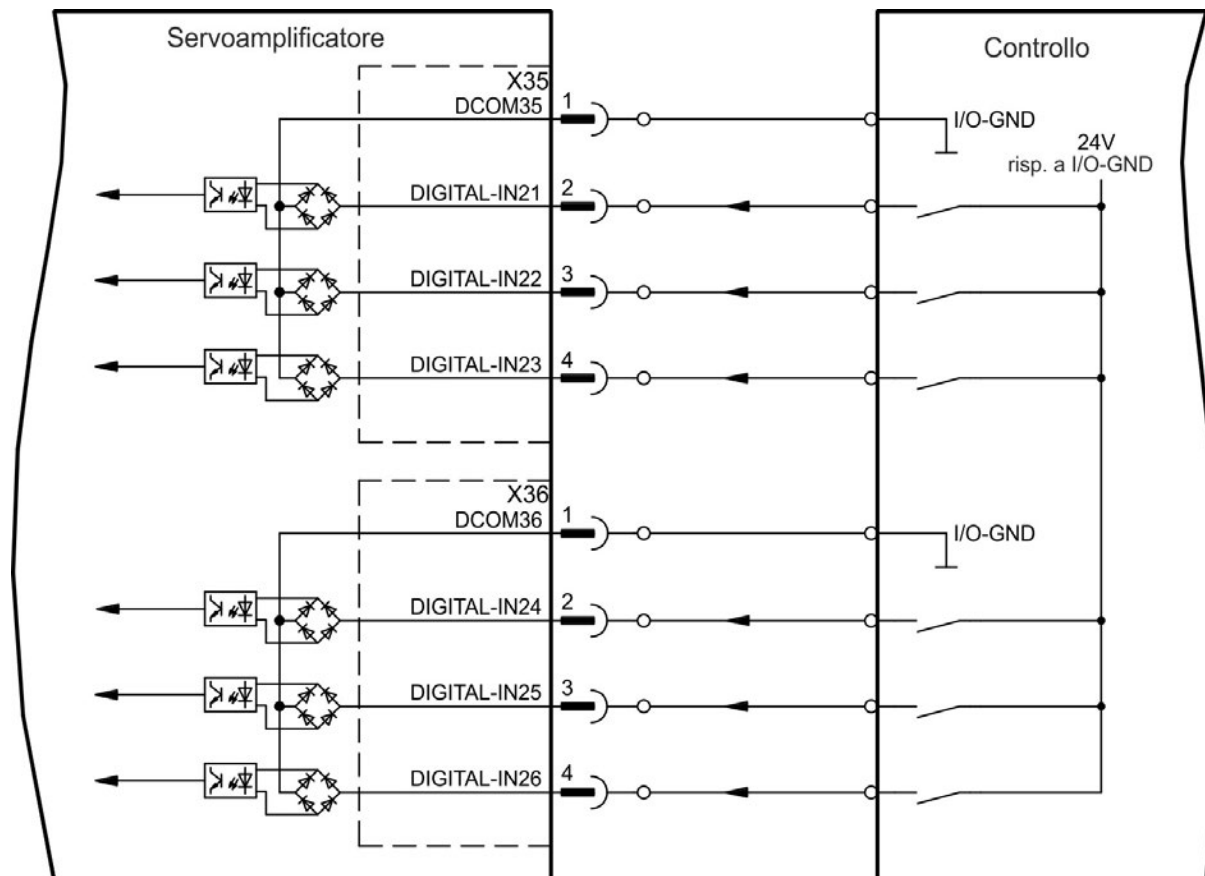 Servoamplificatore
Controllo
X35
DCOM35
1
I/O-GND
24V
risp. a I/O-GND
DIGITAL-IN21
2
DIGITAL-IN22
3
DIGITAL-IN23
4
X36
DCOM36
1
I/O-GND
DIGITAL-IN24
2
DIGITAL-IN25
3
DIGITAL-IN26
4